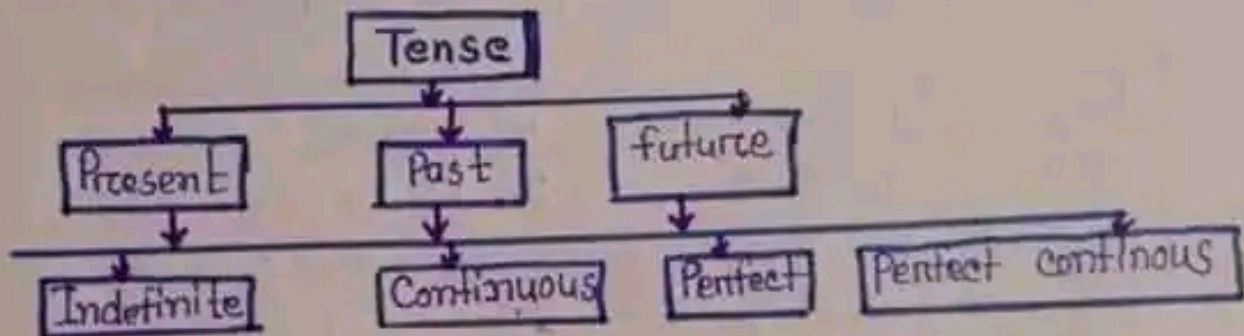 Tense
Present Past future
Indefinite Continuous Perfect Perfect continous